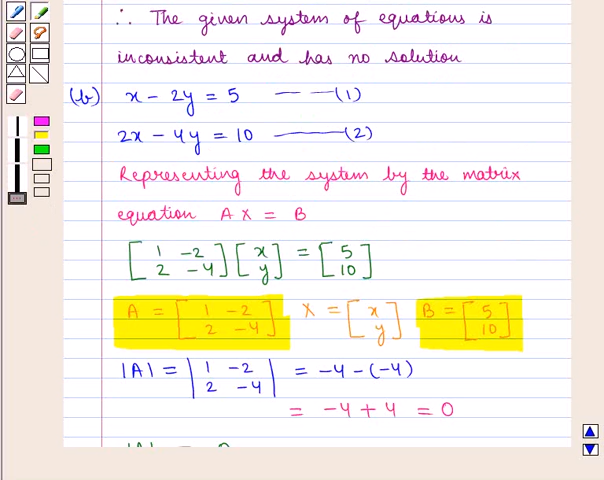 ∴ The given system of equations is
inconsistent and has no solution
(b) x - 2y = 5 -- --(1)
2x - 4y = 10 ------(2)
Representing the system by the matrix
equation AX = B
[1 -2; 2 -4] [x; y] = [5; 10]
A = [1 -2; 2 -4] X = [x; y] B = [5; 10]
|A| = |1 -2; 2 -4| = -4 - (-4)
= -4 + 4 = 0